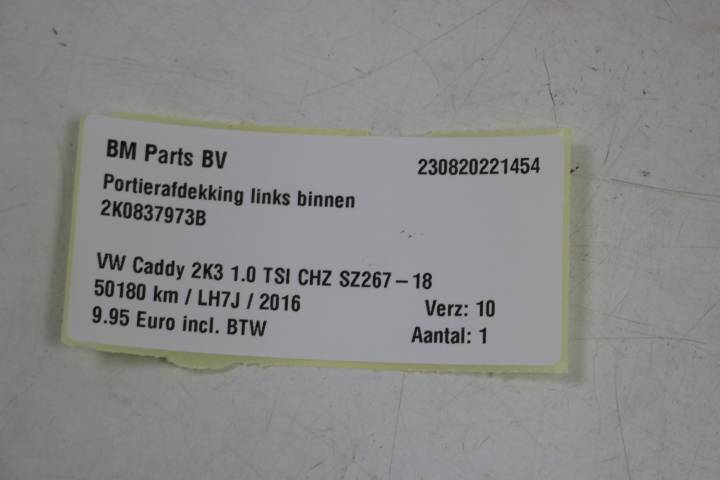 BM Parts BV 230820221454
Portierafdekking links binnen
2K0837973B
VW Caddy 2K3 1.0 TSI CHZ SZ267-18
50180 km / LH7J / 2016 Verz: 10
9.95 Euro incl. BTW Aantal: 1